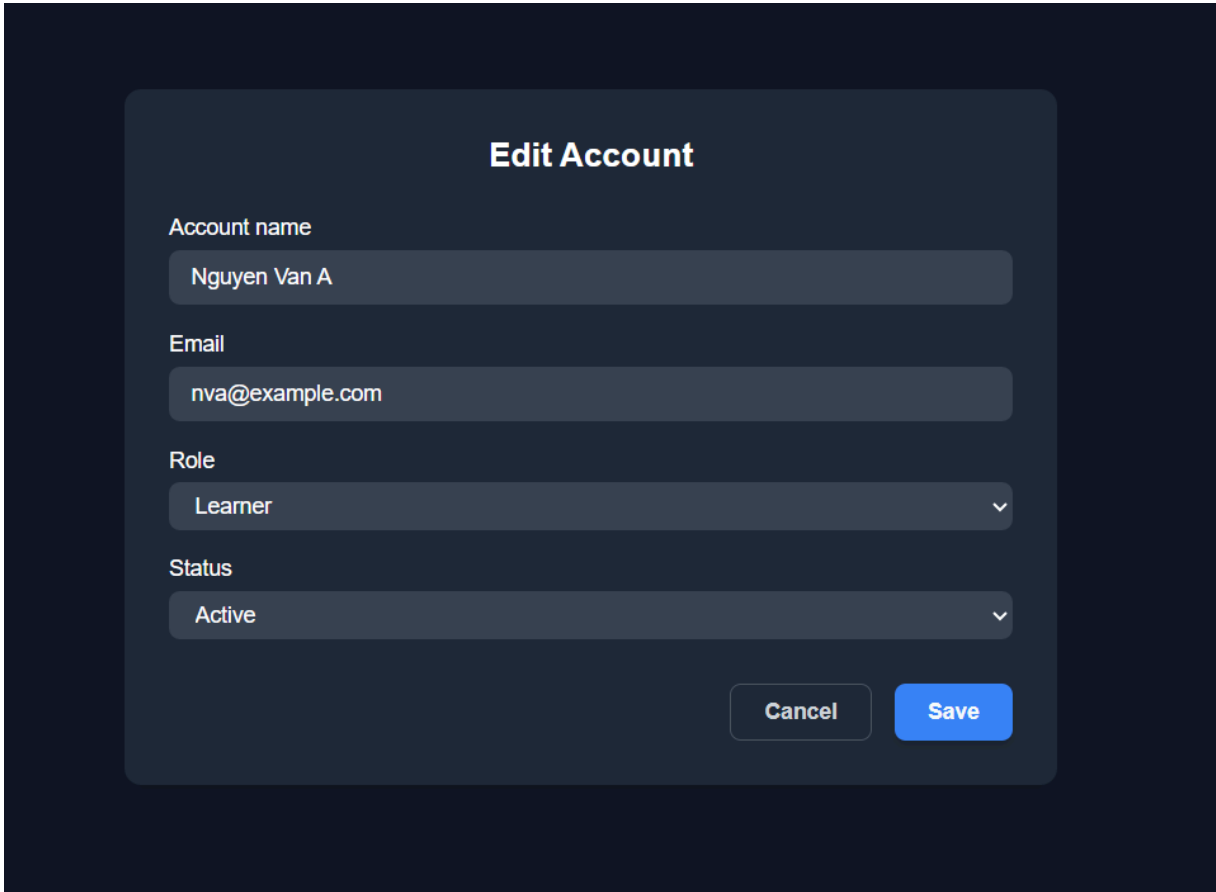 Edit Account
Account name
Nguyen Van A
Email
nva@example.com
Role
Learner
Status
Active
Cancel Save